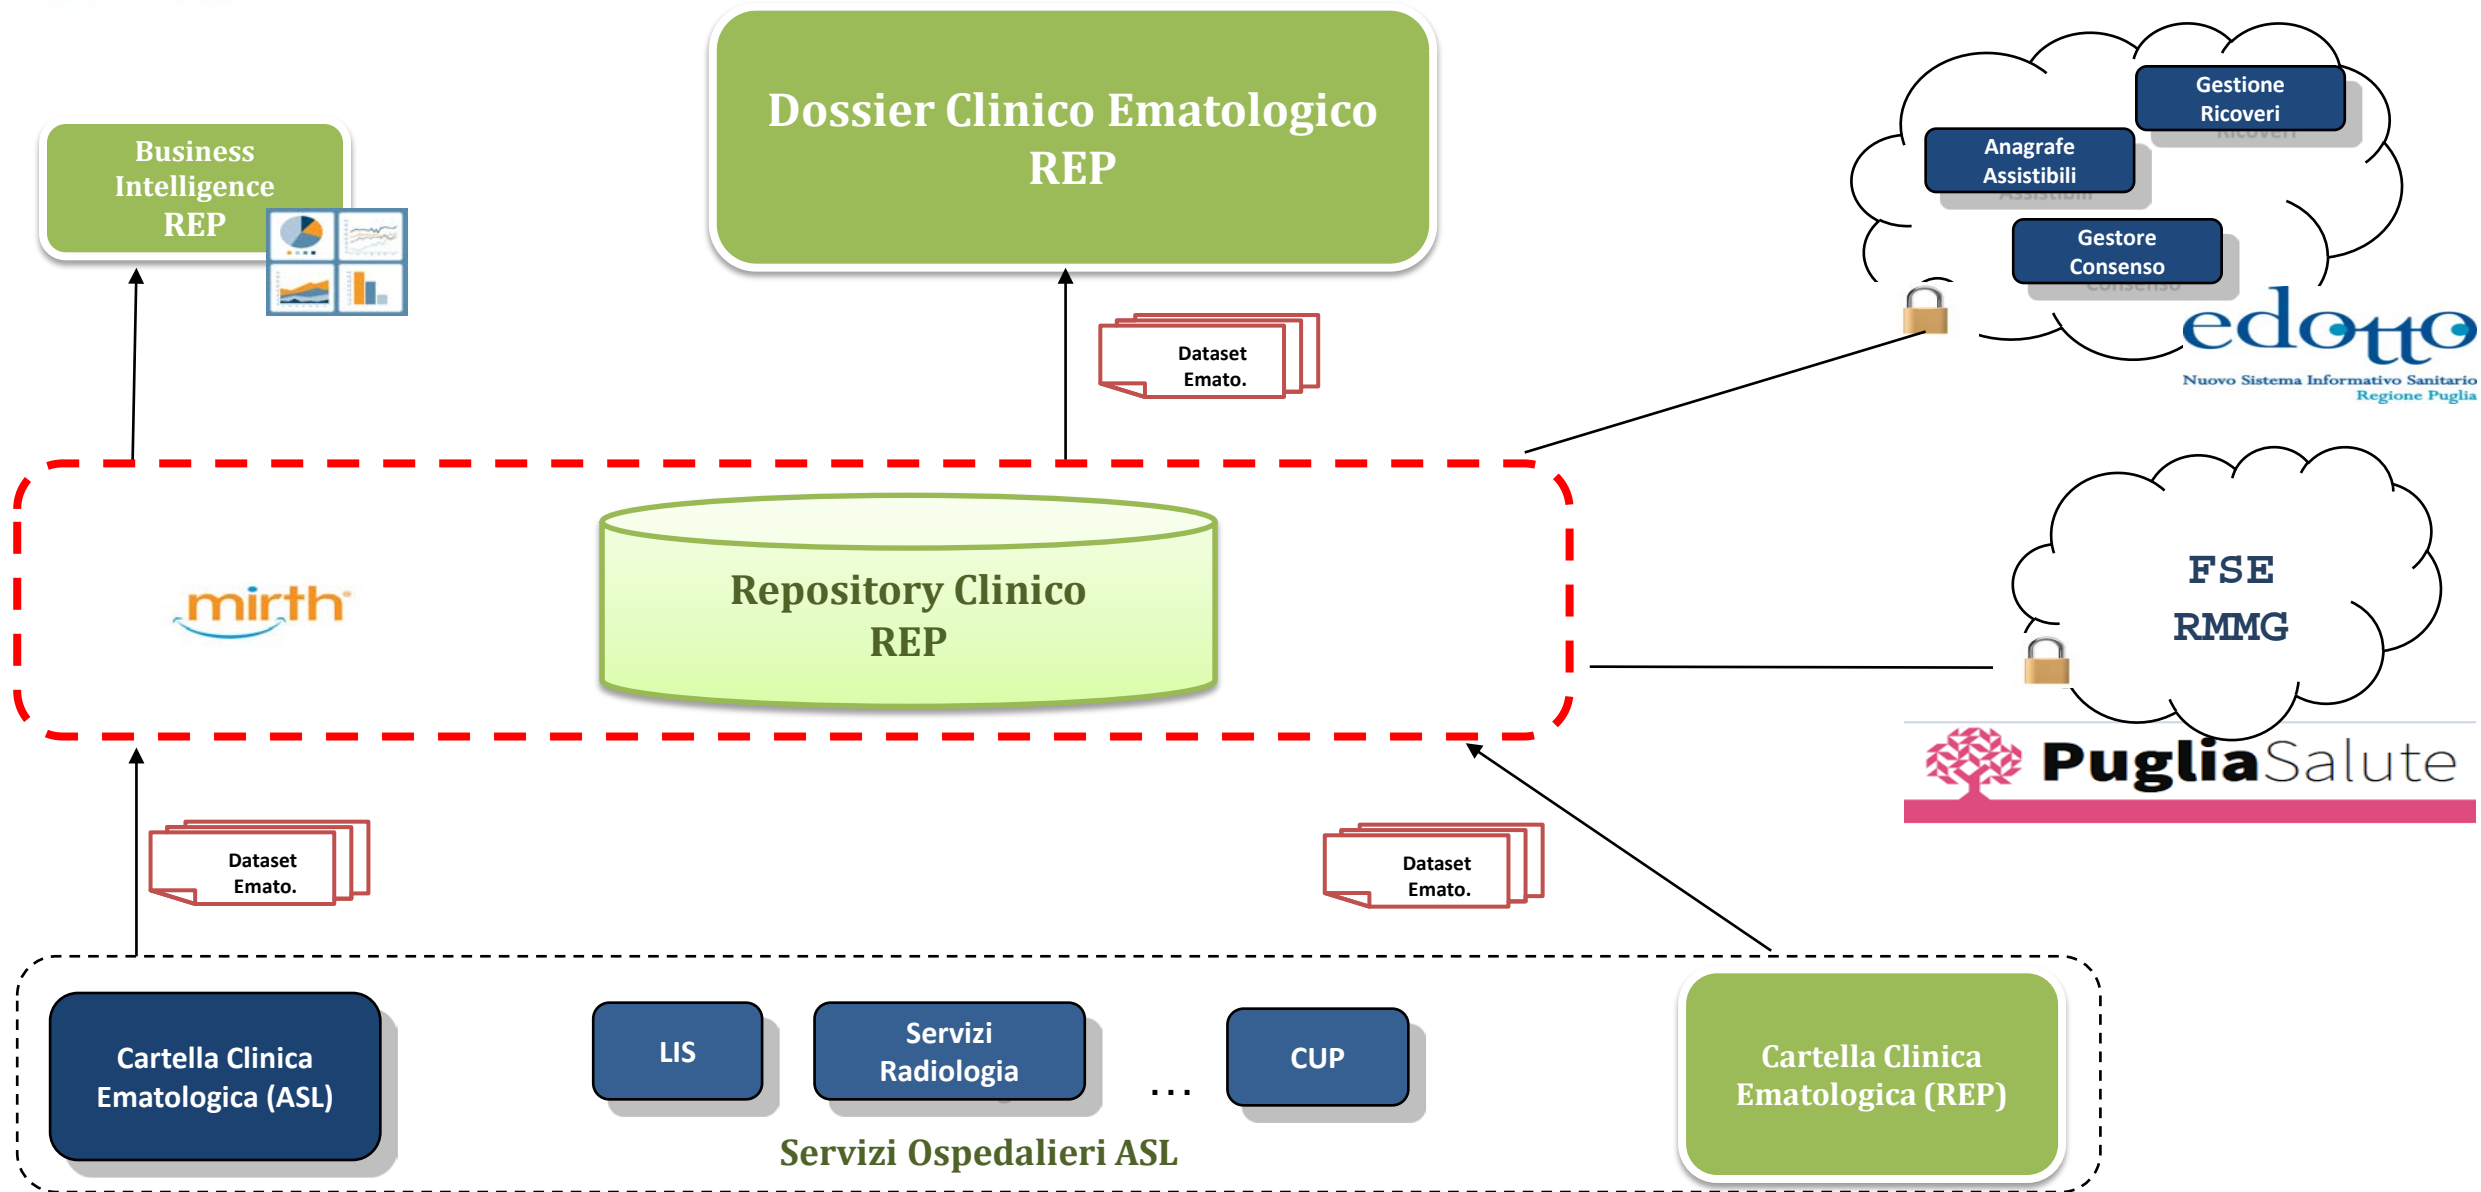 Dossier Clinico Ematologico
REP
Business
Intelligence
REP
Gestione
Ricoveri
Anagrafe
Assistibili
Gestore
Consenso
edotto
Nuovo Sistema Informativo Sanitario
Regione Puglia
Dataset
Emato.
mirth
Repository Clinico
REP
FSE
RMMG
PugliaSalute
Dataset
Emato.
Dataset
Emato.
Cartella Clinica
Ematologica (ASL)
LIS
Servizi
Radiologia
...
CUP
Cartella Clinica
Ematologica (REP)
Servizi Ospedalieri ASL